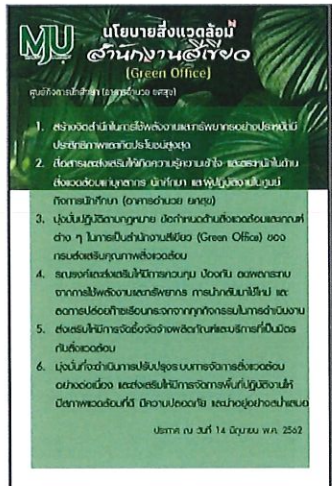 MJU
นโยบายสิ่งแวดล้อม
สำนักงานสีเขียว
(Green Office)
ศูนย์กิจการนักศึกษา (อาคารอำนวย ยศสุข)
1. สร้างจิตสำนึกในการใช้พลังงานและทรัพยากรอย่างประหยัดมี
ประสิทธิภาพและเกิดประโยชน์สูงสุด
2. สื่อสารและส่งเสริมให้เกิดความรู้ความเข้าใจ และตระหนักในด้าน
สิ่งแวดล้อมแก่บุคลากร นักศึกษา และผู้ปฏิบัติงานในศูนย์
กิจการนักศึกษา (อาคารอำนวย ยศสุข)
3. มุ่งมั่นปฏิบัติตามกฎหมาย ข้อกำหนดด้านสิ่งแวดล้อมและเกณฑ์
ต่าง ๆ ในการเป็นสำนักงานสีเขียว (Green Office) ของ
กรมส่งเสริมคุณภาพสิ่งแวดล้อม
4. รณรงค์และส่งเสริมให้มีการควบคุม ป้องกัน ลดผลกระทบ
จากการใช้พลังงานและทรัพยากร การนำกลับมาใช้ใหม่ และ
ลดการปล่อยก๊าซเรือนกระจกจากทุกกิจกรรมในการดำเนินงาน
5. ส่งเสริมให้มีการจัดซื้อจัดจ้างผลิตภัณฑ์และบริการที่เป็นมิตร
กับสิ่งแวดล้อม
6. มุ่งมั่นที่จะดำเนินการปรับปรุงระบบการจัดการสิ่งแวดล้อม
อย่างต่อเนื่อง และส่งเสริมให้มีการจัดการพื้นที่ปฏิบัติงานให้
มีสภาพแวดล้อมที่ดี มีความปลอดภัย และน่าอยู่อย่างสม่ำเสมอ
ประกาศ ณ วันที่ 14 มิถุนายน พ.ศ. 2562